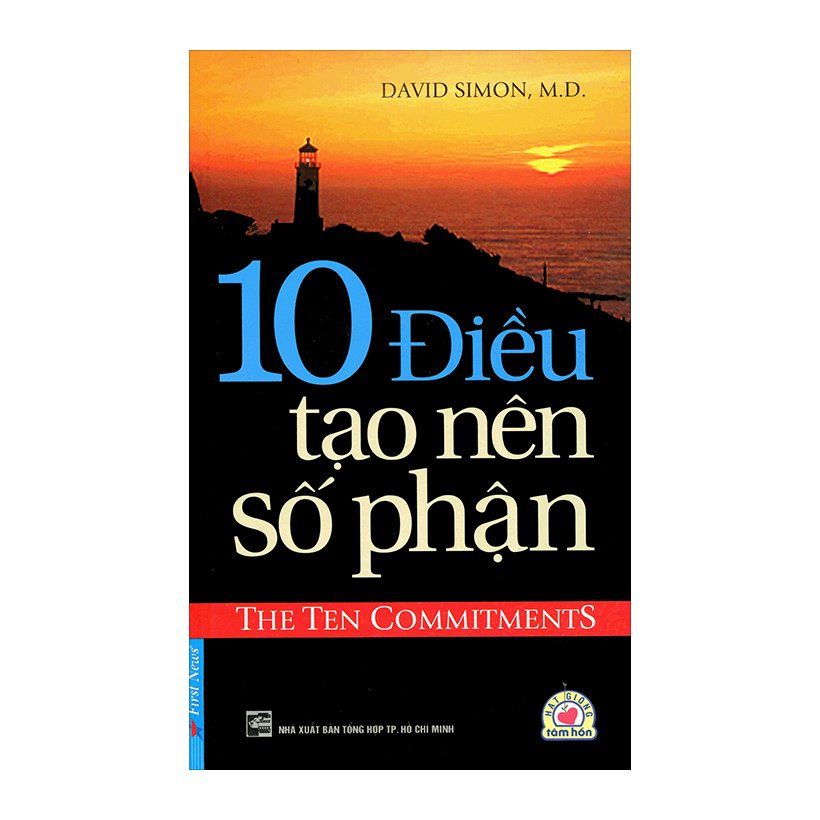 DAVID SIMON, M.D.
10 Điều
tạo nên
số phận
THE TEN COMMITMENTS
First News
NHÀ XUẤT BẢN TỔNG HỢP TP. HỒ CHÍ MINH
HẠT GIỐNG
tâm hồn